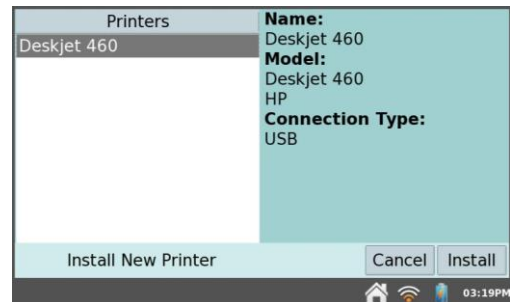 Printers
Deskjet 460
Name:
Deskjet 460
Model:
Deskjet 460
HP
Connection Type:
USB
Install New Printer
Cancel
Install
03:19PM